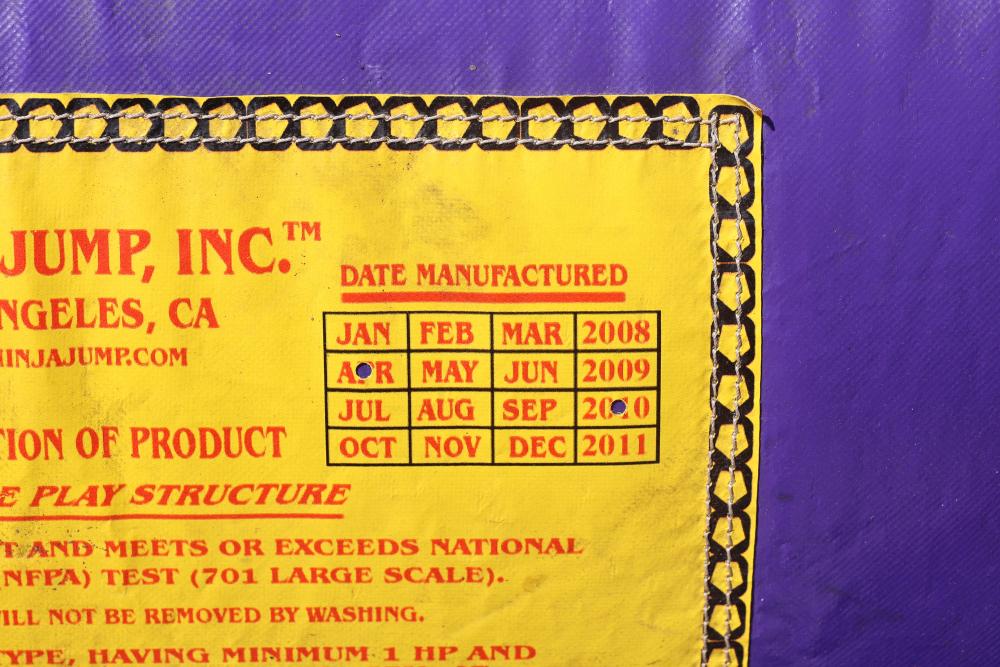 JUMP, INC.™
NGELES, CA
NINJAJUMP.COM
DATE MANUFACTURED
JAN FEB MAR 2008
APR MAY JUN 2009
JUL AUG SEP 2010
OCT NOV DEC 2011
TION OF PRODUCT
E PLAY STRUCTURE
T AND MEETS OR EXCEEDS NATIONAL
(NFPA) TEST (701 LARGE SCALE).
ILL NOT BE REMOVED BY WASHING.
TYPE, HAVING MINIMUM 1 HP AND